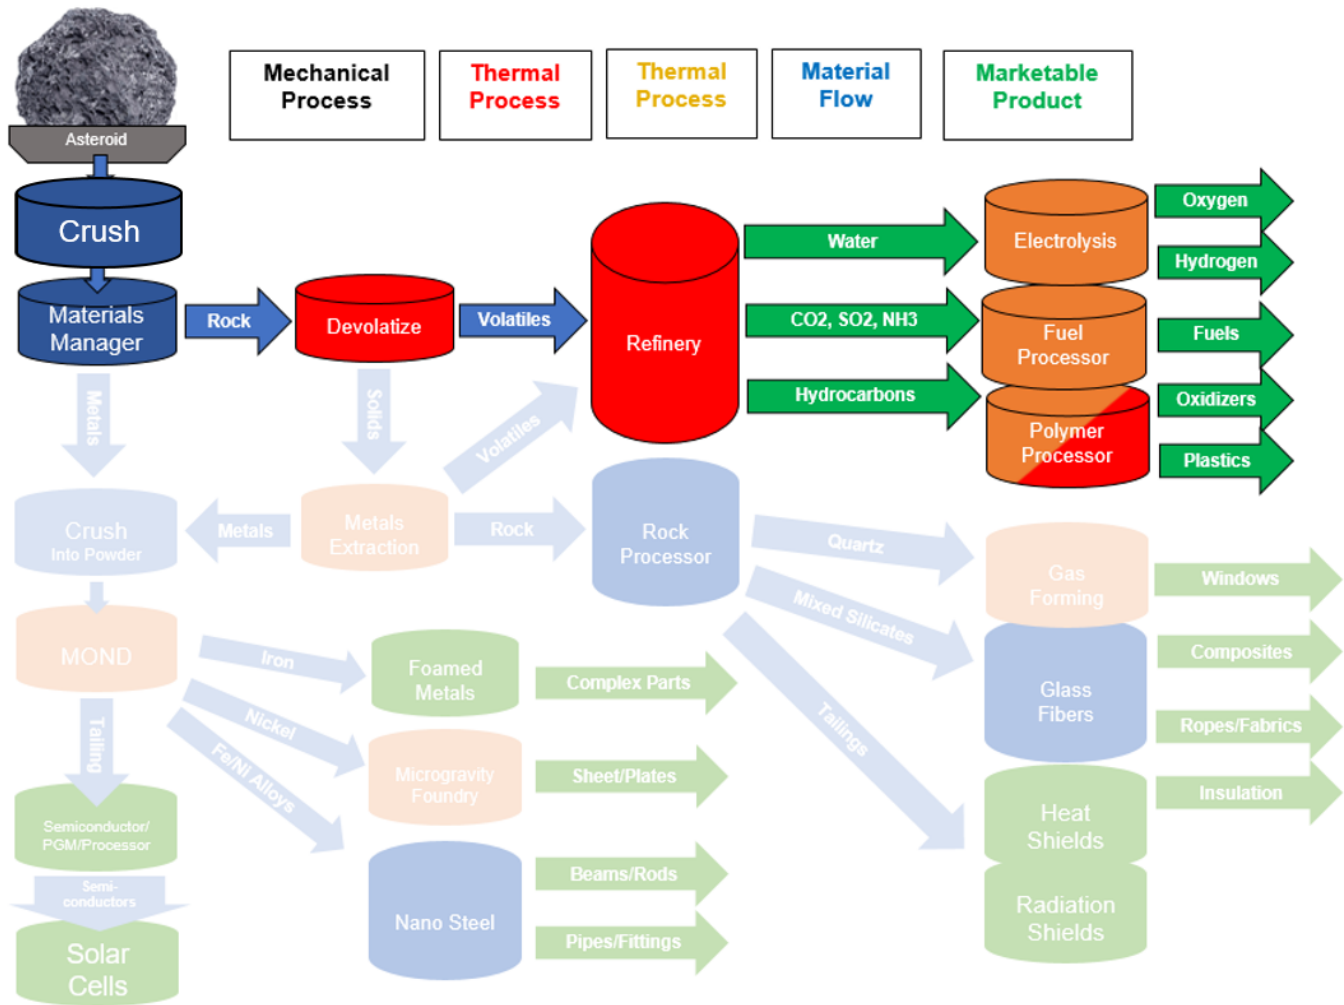 Mechanical
Process
Thermal
Process
Thermal
Process
Material
Flow
Marketable
Product
Asteroid
Crush
Materials
Manager
Rock
Devolatize
Volatiles
Refinery
Water
CO2, SO2, NH3
Hydrocarbons
Electrolysis
Fuel
Processor
Polymer
Processor
Oxygen
Hydrogen
Fuels
Oxidizers
Plastics
Metals
Solids
Volatiles
Crush
Into Powder
Metals
Metals
Extraction
Rock
Rock
Processor
Quartz
Mixed Silicates
Tailings
Gas
Forming
Glass
Fibers
Heat
Shields
Radiation
Shields
Windows
Composites
Ropes/Fabrics
Insulation
MOND
Iron
Nickel
Fe/Ni Alloys
Tailing
Foamed
Metals
Complex Parts
Microgravity
Foundry
Sheet/Plates
Nano Steel
Beams/Rods
Pipes/Fittings
Semiconductor/
PGM/Processor
Semi-
conductors
Solar
Cells